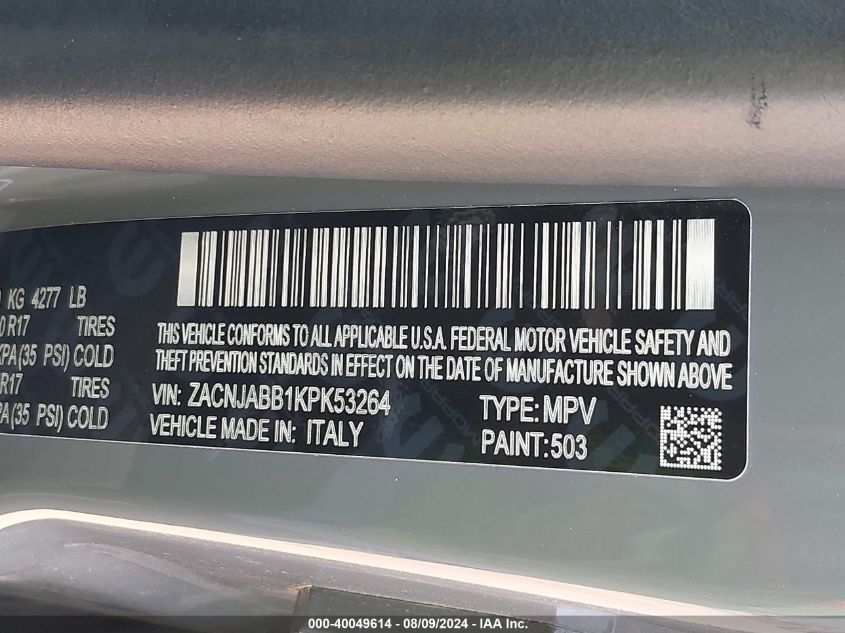 KG 4277 LB
R17 TIRES
KPA(35 PSI) COLD
R17 TIRES
PA(35 PSI) COLD
THIS VEHICLE CONFORMS TO ALL APPLICABLE U.S.A. FEDERAL MOTOR VEHICLE SAFETY AND
THEFT PREVENTION STANDARDS IN EFFECT ON THE DATE OF MANUFACTURE SHOWN ABOVE
VIN: ZACNJABB1KPK53264
TYPE: MPV
VEHICLE MADE IN: ITALY
PAINT:503
000-40049614 - 08/09/2024 - IAA Inc.